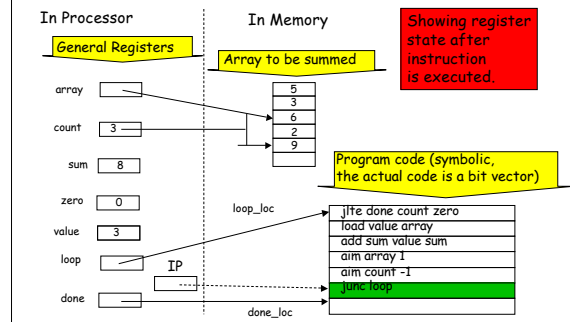 In Processor
In Memory
Showing register
state after
instruction
is executed.
General Registers
Array to be summed
array
5
3
6
2
9
count
3
sum
8
Program code (symbolic,
the actual code is a bit vector)
zero
0
loop_loc
value
3
jlte done count zero
load value array
add sum value sum
aim array 1
aim count -1
junc loop
loop
IP
done
done_loc